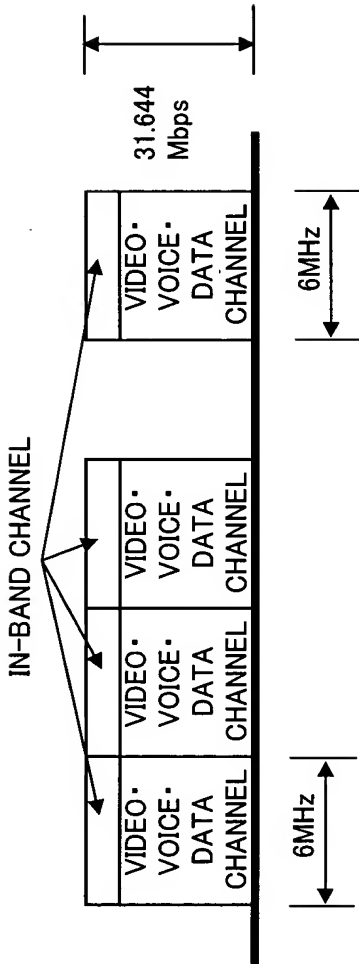 IN-BAND CHANNEL
VIDEO·
VOICE·
DATA
CHANNEL
VIDEO·
VOICE·
DATA
CHANNEL
VIDEO·
VOICE·
DATA
CHANNEL
VIDEO·
VOICE·
DATA
CHANNEL
31.644
Mbps
6MHz
6MHz